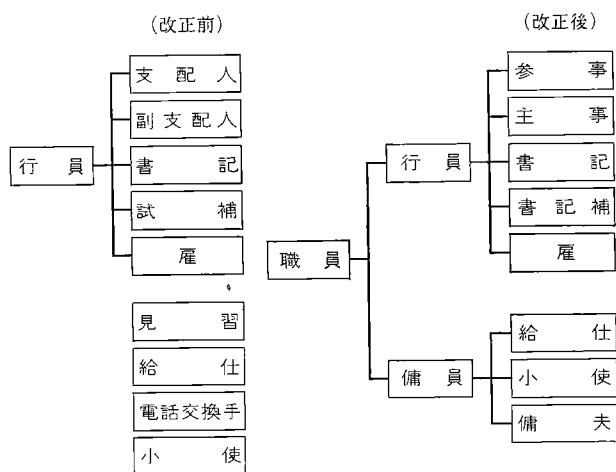 (改正前)
行員
支配人
副支配人
書記
試補
雇
見習
給仕
電話交換手
小使
(改正後)
職員
行員
参事
主事
書記
書記補
雇
傭員
給仕
小使
傭夫